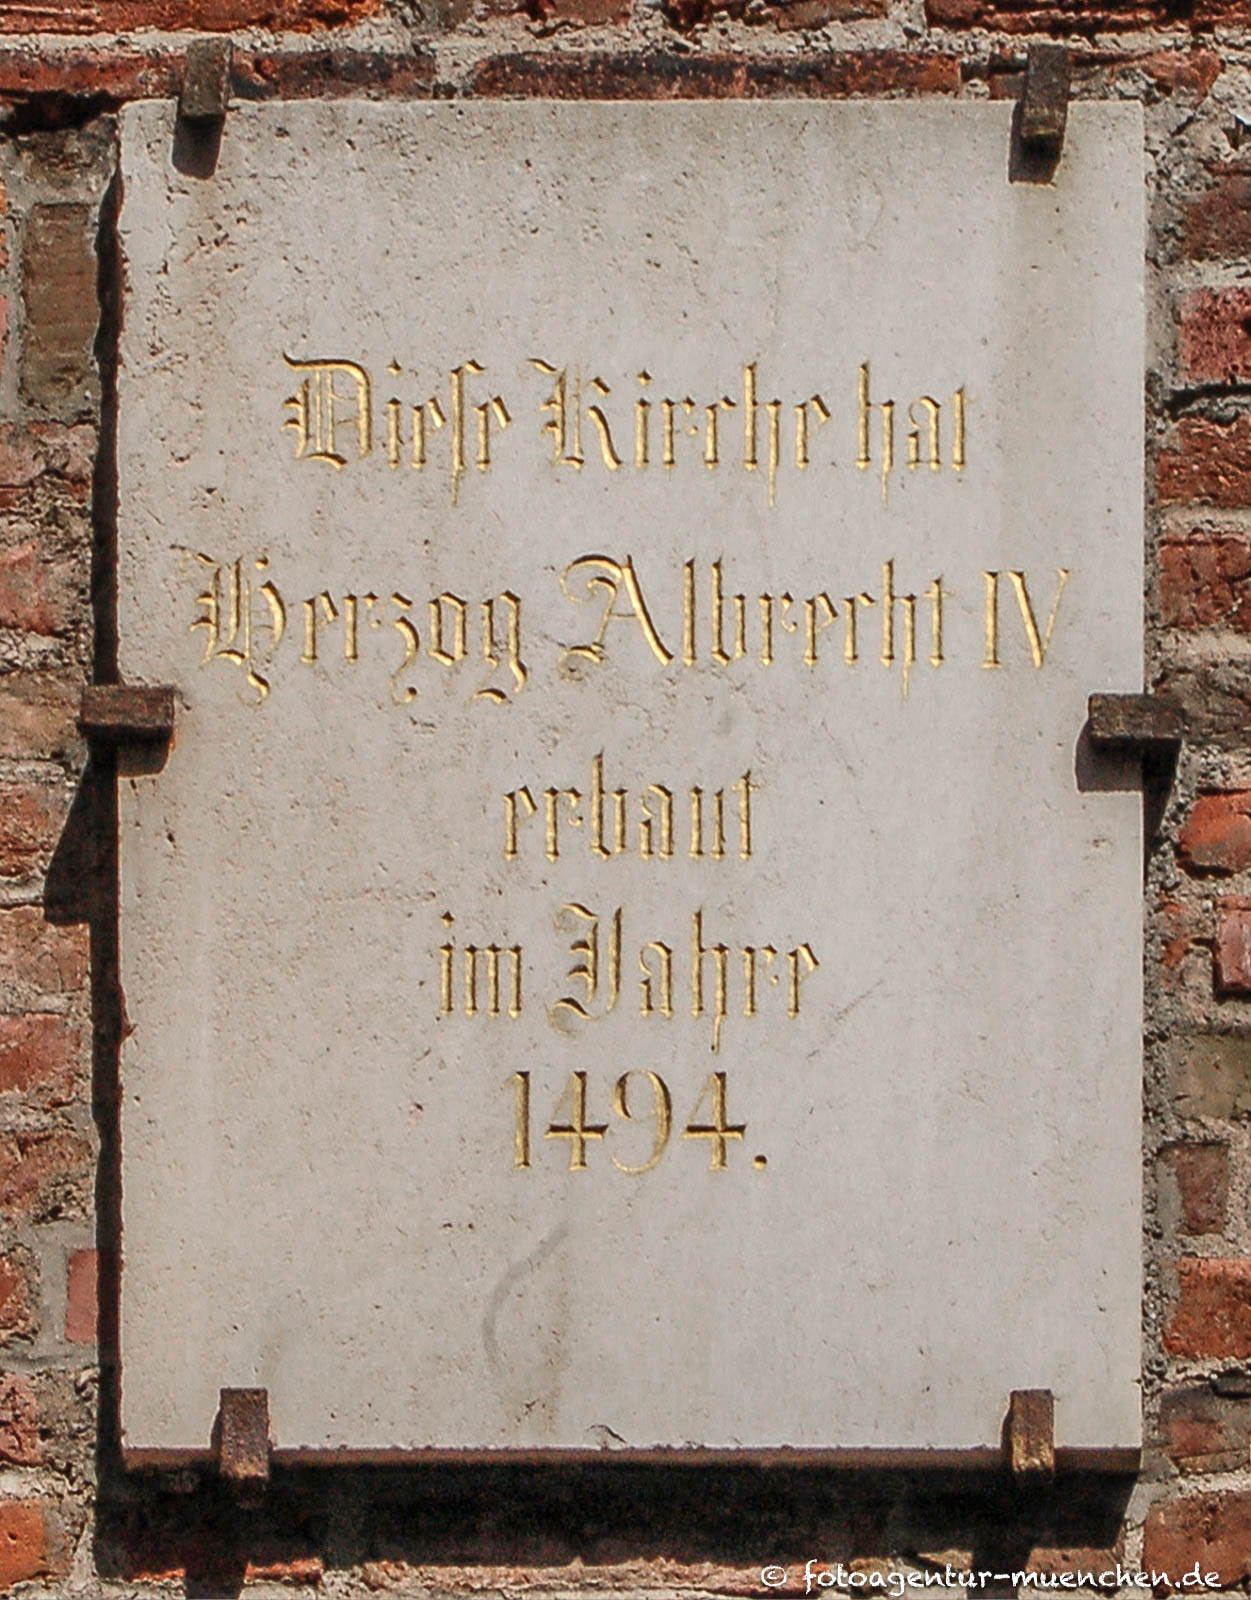 Diese Kirche hat
Herzog Albrecht IV
erbaut
im Jahre
1494.
© fotoagentur-muenchen.de